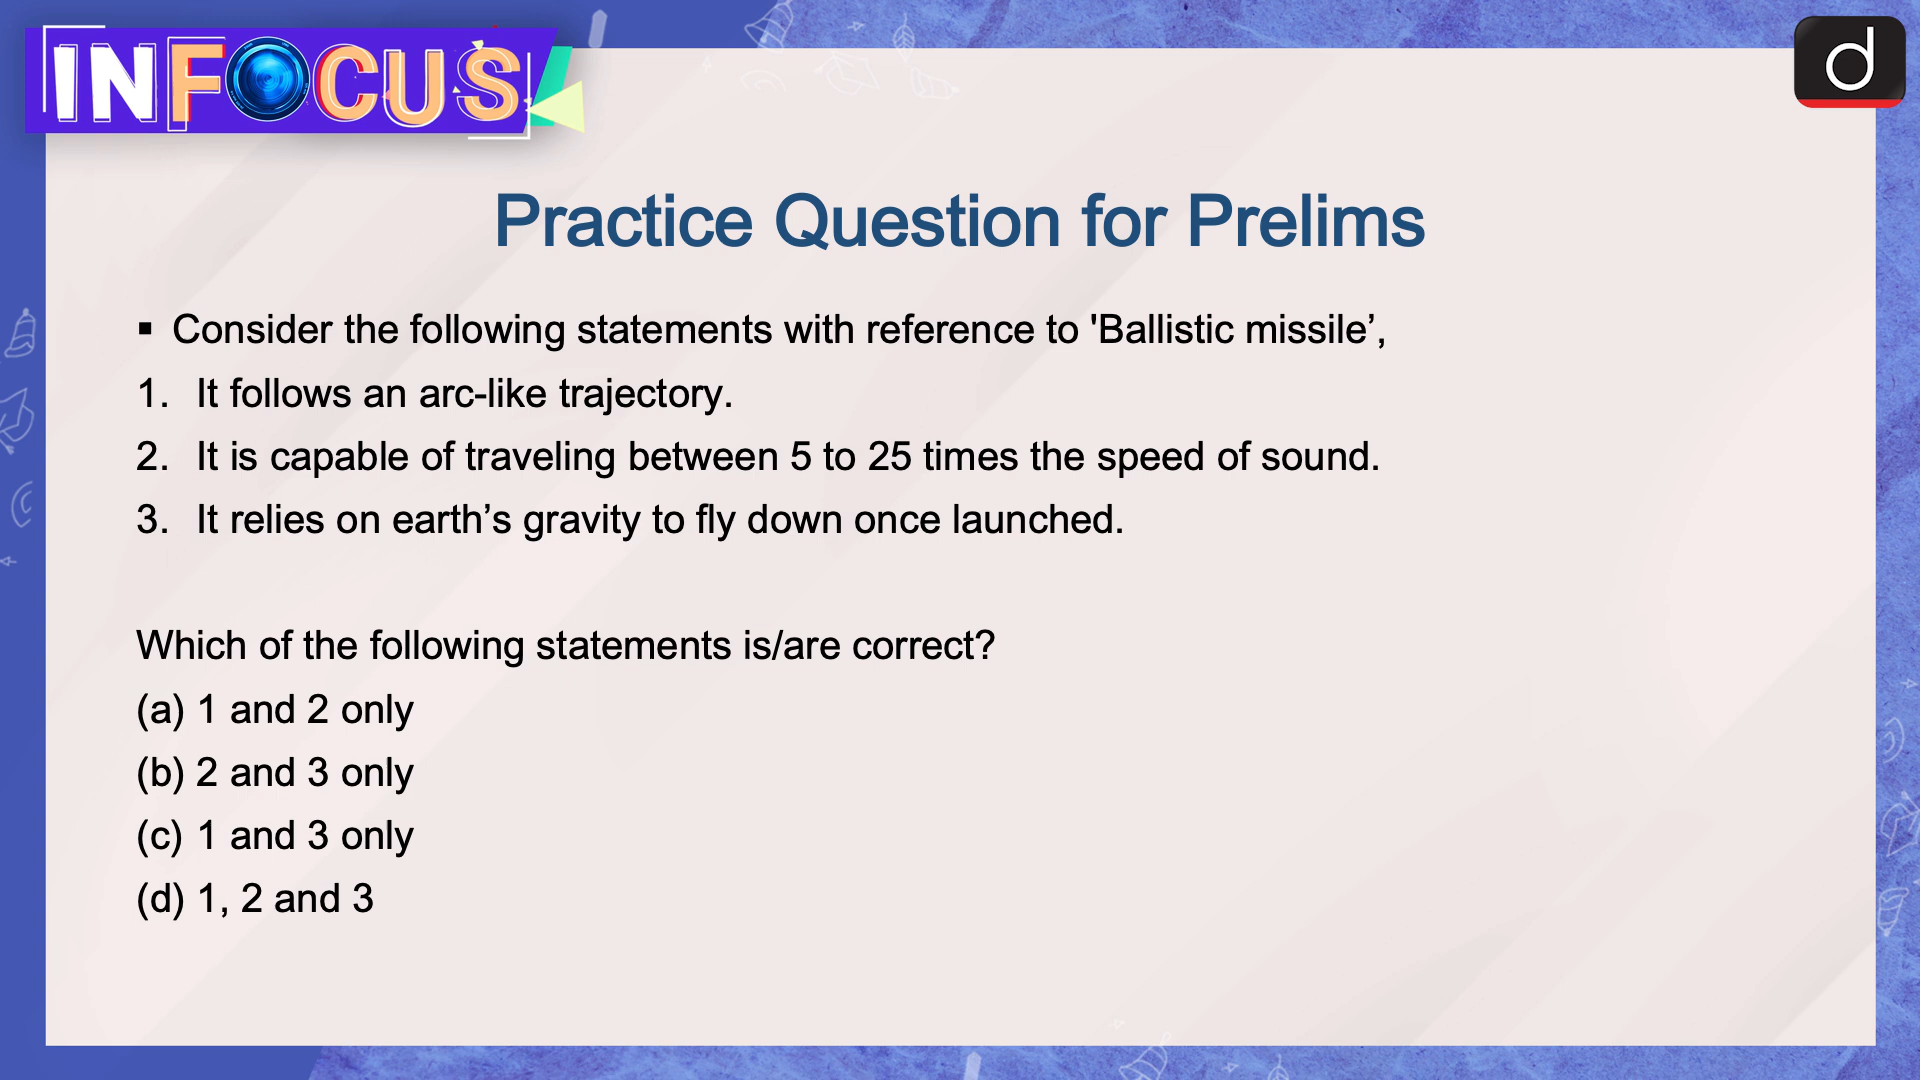 INFOCUS
d
Practice Question for Prelims
▪ Consider the following statements with reference to 'Ballistic missile’,
1. It follows an arc-like trajectory.
2. It is capable of traveling between 5 to 25 times the speed of sound.
3. It relies on earth’s gravity to fly down once launched.
Which of the following statements is/are correct?
(a) 1 and 2 only
(b) 2 and 3 only
(c) 1 and 3 only
(d) 1, 2 and 3